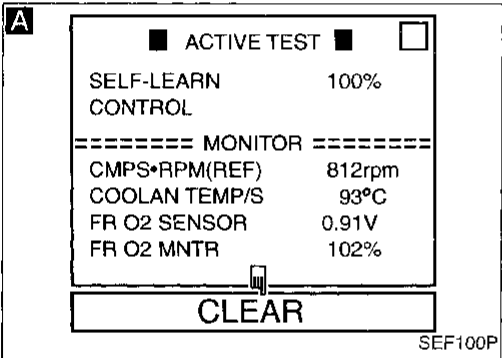 A
■ ACTIVE TEST ■
SELF-LEARN 100%
CONTROL
======== MONITOR ========
CMPS•RPM(REF) 812rpm
COOLAN TEMP/S 93°C
FR O2 SENSOR 0.91V
FR O2 MNTR 102%
CLEAR
SEF100P